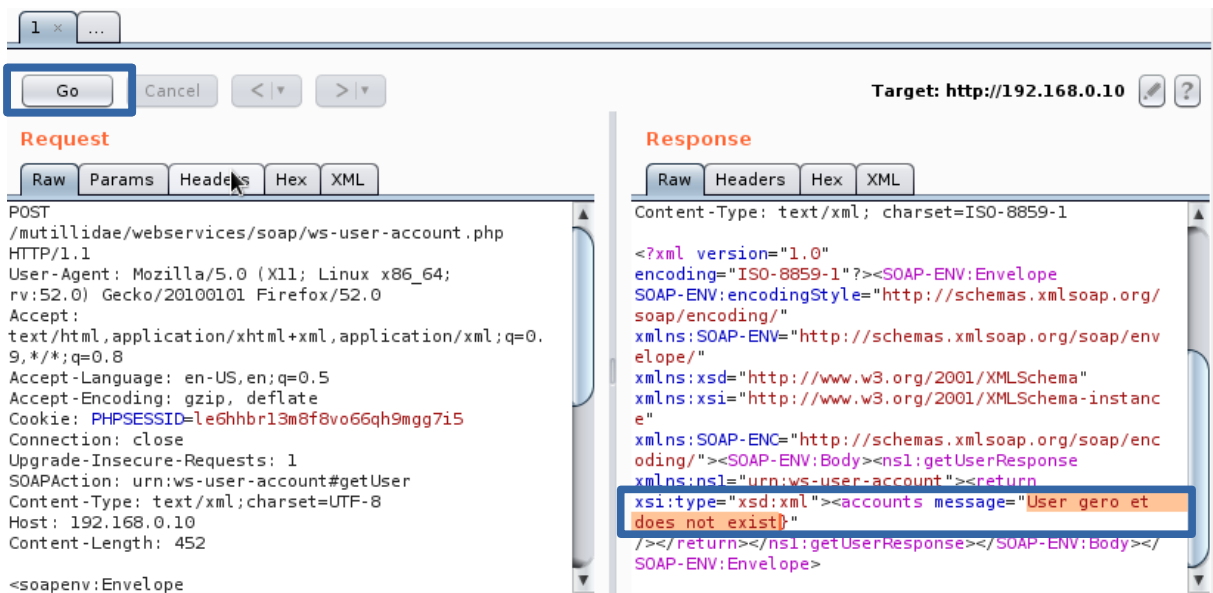 1 × ...
Go Cancel < > Target: http://192.168.0.10 ?
Request
Raw Params Headers Hex XML
POST
/mutillidae/webservices/soap/ws-user-account.php
HTTP/1.1
User-Agent: Mozilla/5.0 (X11; Linux x86_64;
rv:52.0) Gecko/20100101 Firefox/52.0
Accept:
text/html,application/xhtml+xml,application/xml;q=0.
9,*/*;q=0.8
Accept-Language: en-US,en;q=0.5
Accept-Encoding: gzip, deflate
Cookie: PHPSESSID=le6hhbr13m8f8vo66qh9mgg7i5
Connection: close
Upgrade-Insecure-Requests: 1
SOAPAction: urn:ws-user-account#getUser
Content-Type: text/xml;charset=UTF-8
Host: 192.168.0.10
Content-Length: 452
<soapenv:Envelope
Response
Raw Headers Hex XML
Content-Type: text/xml; charset=ISO-8859-1
<?xml version="1.0"
encoding="ISO-8859-1"?><SOAP-ENV:Envelope
SOAP-ENV:encodingStyle="http://schemas.xmlsoap.org/
soap/encoding/"
xmlns:SOAP-ENV="http://schemas.xmlsoap.org/soap/env
elope/"
xmlns:xsd="http://www.w3.org/2001/XMLSchema"
xmlns:xsi="http://www.w3.org/2001/XMLSchema-instanc
e"
xmlns:SOAP-ENC="http://schemas.xmlsoap.org/soap/enc
oding/"><SOAP-ENV:Body><ns1:getUserResponse
xmlns:ns1="urn:ws-user-account"><return
xsi:type="xsd:xml"><accounts message="User gero et
does not exist}"
/></return></ns1:getUserResponse></SOAP-ENV:Body></
SOAP-ENV:Envelope>